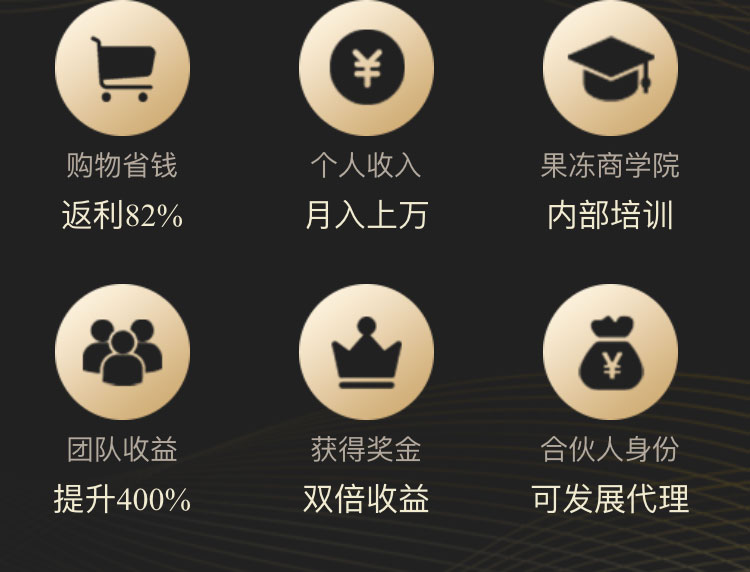 购物省钱
个人收入
果冻商学院
返利82%
月入上万
内部培训
团队收益
获得奖金
合伙人身份
提升400%
双倍收益
可发展代理